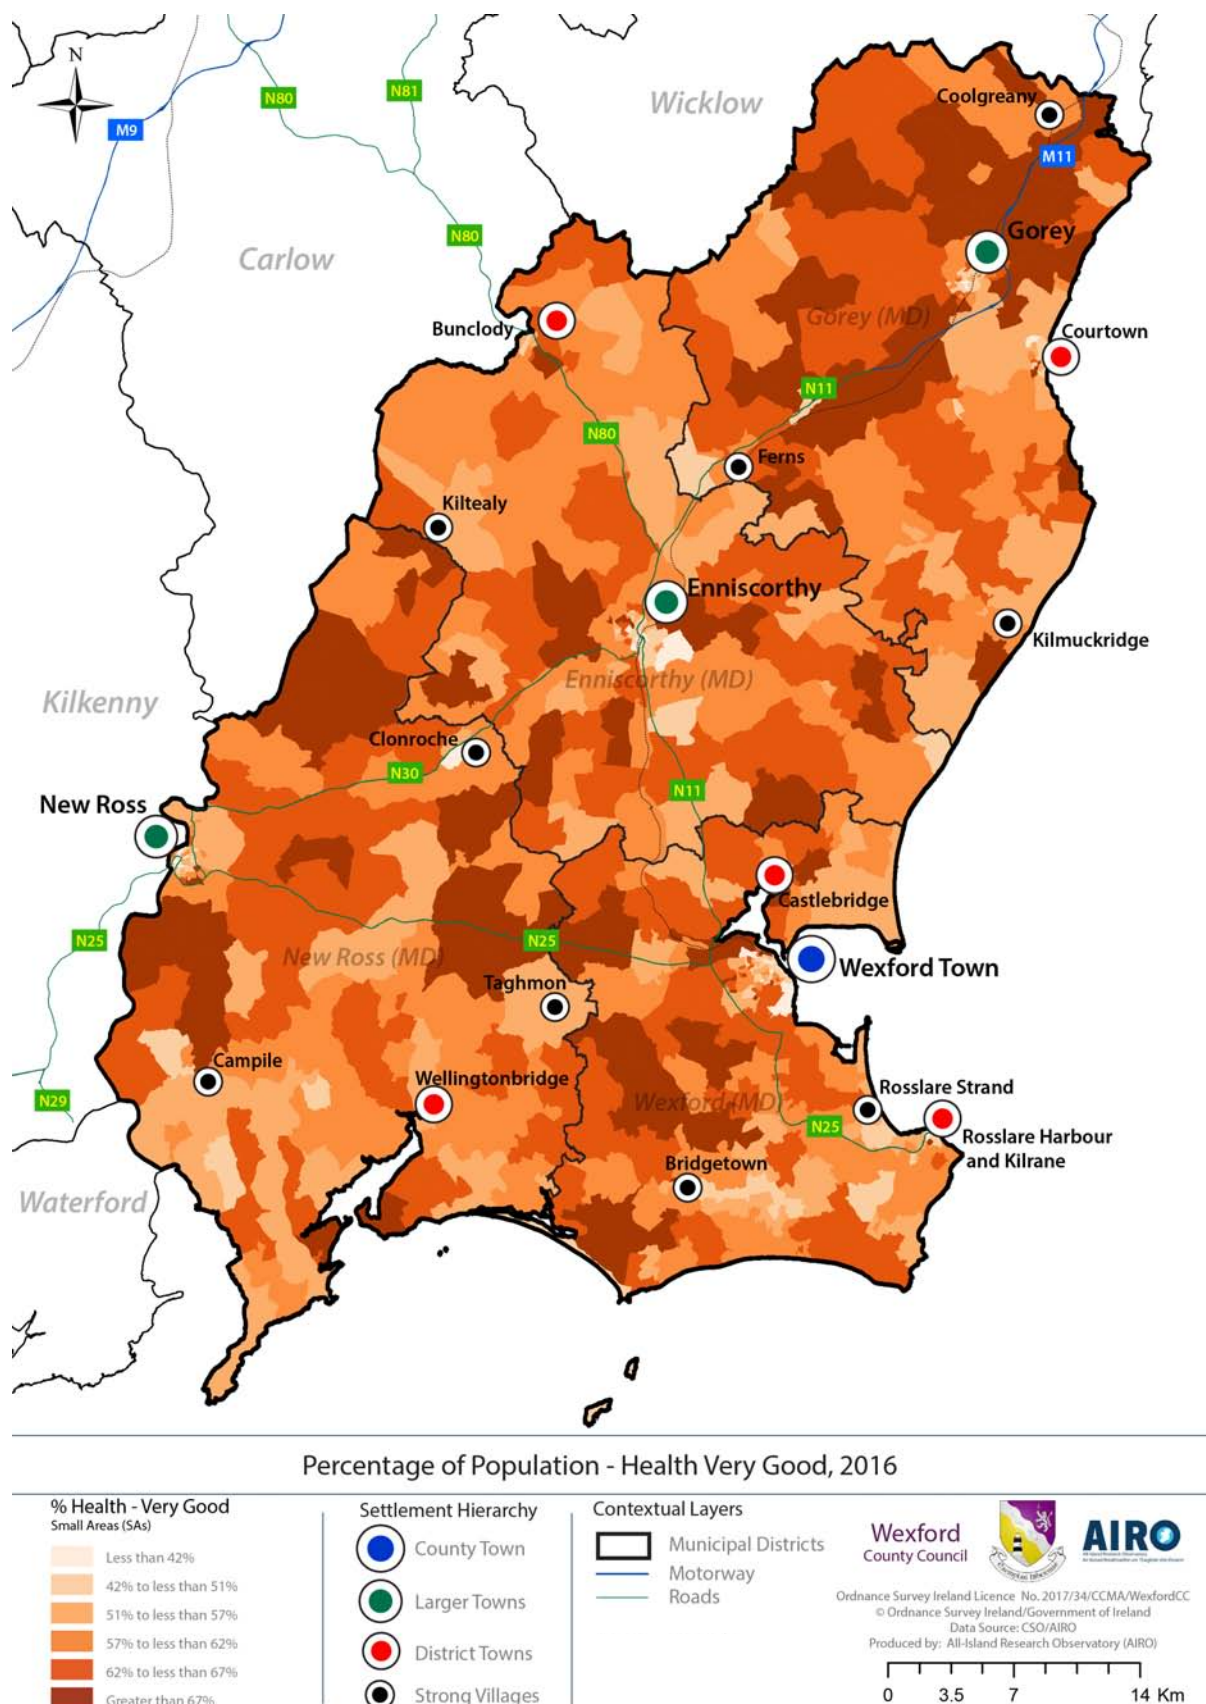 N
Wicklow
N80
N81
Coolgreany
M9
M11
N80
Gorey
Carlow
Gorey (MD)
Bunclody
Courtown
N11
N80
Ferns
Kiltealy
Enniscorthy
Kilmuckridge
Enniscorthy (MD)
Kilkenny
Clonroche
N30
N11
New Ross
Castlebridge
N25
N25
New Ross (MD)
Wexford Town
Taghmon
Campile
Wellingtonbridge
Rosslare Strand
N29
Wexford (MD)
N25
Rosslare Harbour
and Kilrane
Bridgetown
Waterford
Percentage of Population - Health Very Good, 2016
% Health - Very Good
Small Areas (SAs)
Less than 42%
42% to less than 51%
51% to less than 57%
57% to less than 62%
62% to less than 67%
Greater than 67%
Settlement Hierarchy
County Town
Larger Towns
District Towns
Strong Villages
Contextual Layers
Municipal Districts
Motorway
Roads
Wexford
County Council
AIRO
Ordnance Survey Ireland Licence No. 2017/34/CCMA/WexfordCC
© Ordnance Survey Ireland/Government of Ireland
Data Source: CSO/AIRO
Produced by: All-Island Research Observatory (AIRO)
0 3.5 7 14 Km